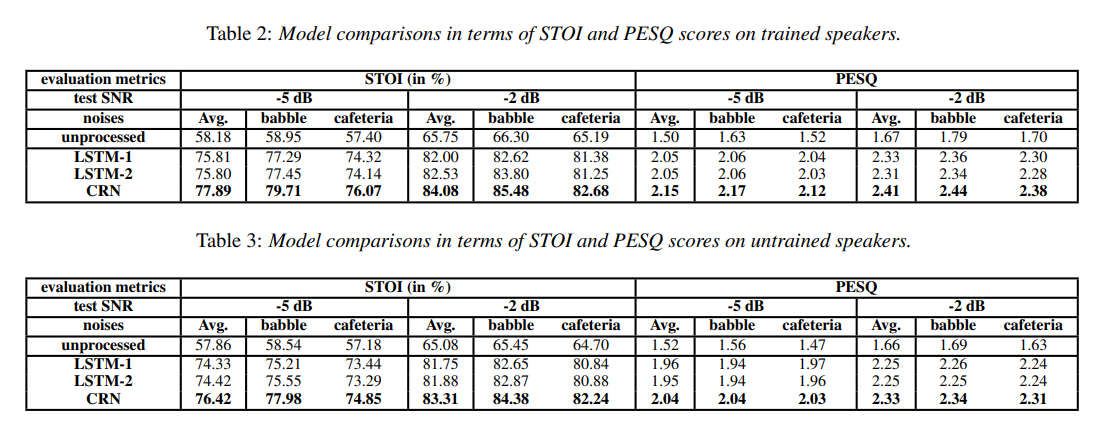 Table 2: Model comparisons in terms of STOI and PESQ scores on trained speakers.
evaluation metrics STOI (in %) PESQ
test SNR -5 dB -2 dB -5 dB -2 dB
noises Avg. babble cafeteria Avg. babble cafeteria Avg. babble cafeteria Avg. babble cafeteria
unprocessed 58.18 58.95 57.40 65.75 66.30 65.19 1.50 1.63 1.52 1.67 1.79 1.70
LSTM-1 75.81 77.29 74.32 82.00 82.62 81.38 2.05 2.06 2.04 2.33 2.36 2.30
LSTM-2 75.80 77.45 74.14 82.53 83.80 81.25 2.05 2.06 2.03 2.31 2.34 2.28
CRN 77.89 79.71 76.07 84.08 85.48 82.68 2.15 2.17 2.12 2.41 2.44 2.38
Table 3: Model comparisons in terms of STOI and PESQ scores on untrained speakers.
evaluation metrics STOI (in %) PESQ
test SNR -5 dB -2 dB -5 dB -2 dB
noises Avg. babble cafeteria Avg. babble cafeteria Avg. babble cafeteria Avg. babble cafeteria
unprocessed 57.86 58.54 57.18 65.08 65.45 64.70 1.52 1.56 1.47 1.66 1.69 1.63
LSTM-1 74.33 75.21 73.44 81.75 82.65 80.84 1.96 1.94 1.97 2.25 2.26 2.24
LSTM-2 74.42 75.55 73.29 81.88 82.87 80.88 1.95 1.94 1.96 2.25 2.25 2.24
CRN 76.42 77.98 74.85 83.31 84.38 82.24 2.04 2.04 2.03 2.33 2.34 2.31